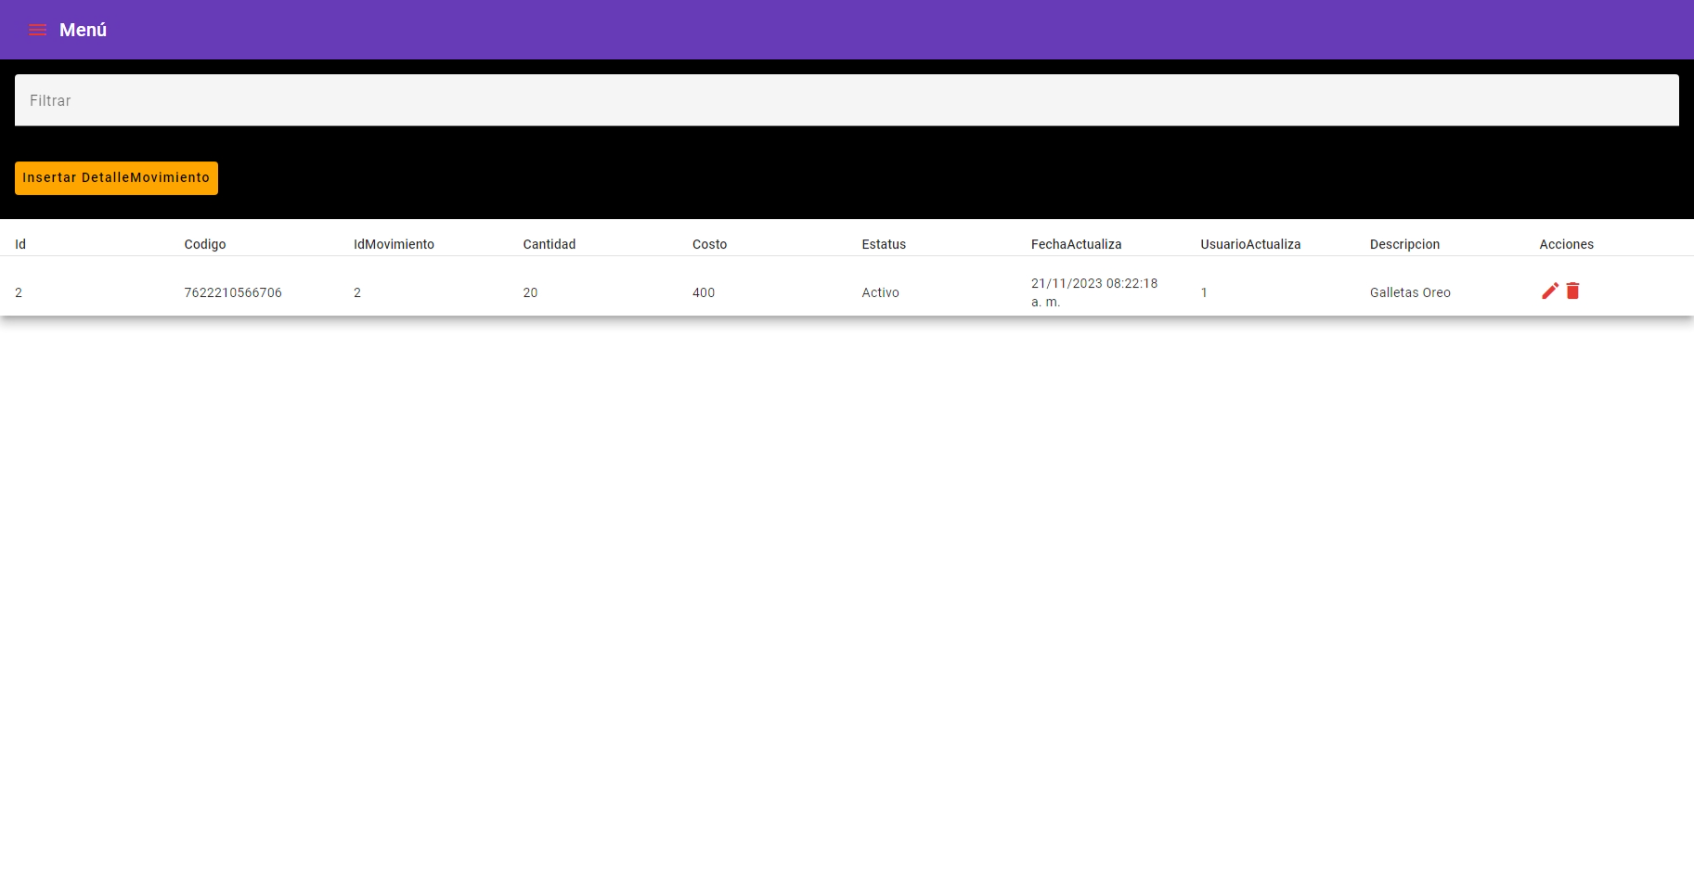 Menú
Filtrar
Insertar DetalleMovimiento
Id Codigo IdMovimiento Cantidad Costo Estatus FechaActualiza UsuarioActualiza Descripcion Acciones
2 7622210566706 2 20 400 Activo 21/11/2023 08:22:18 1 Galletas Oreo
a. m.